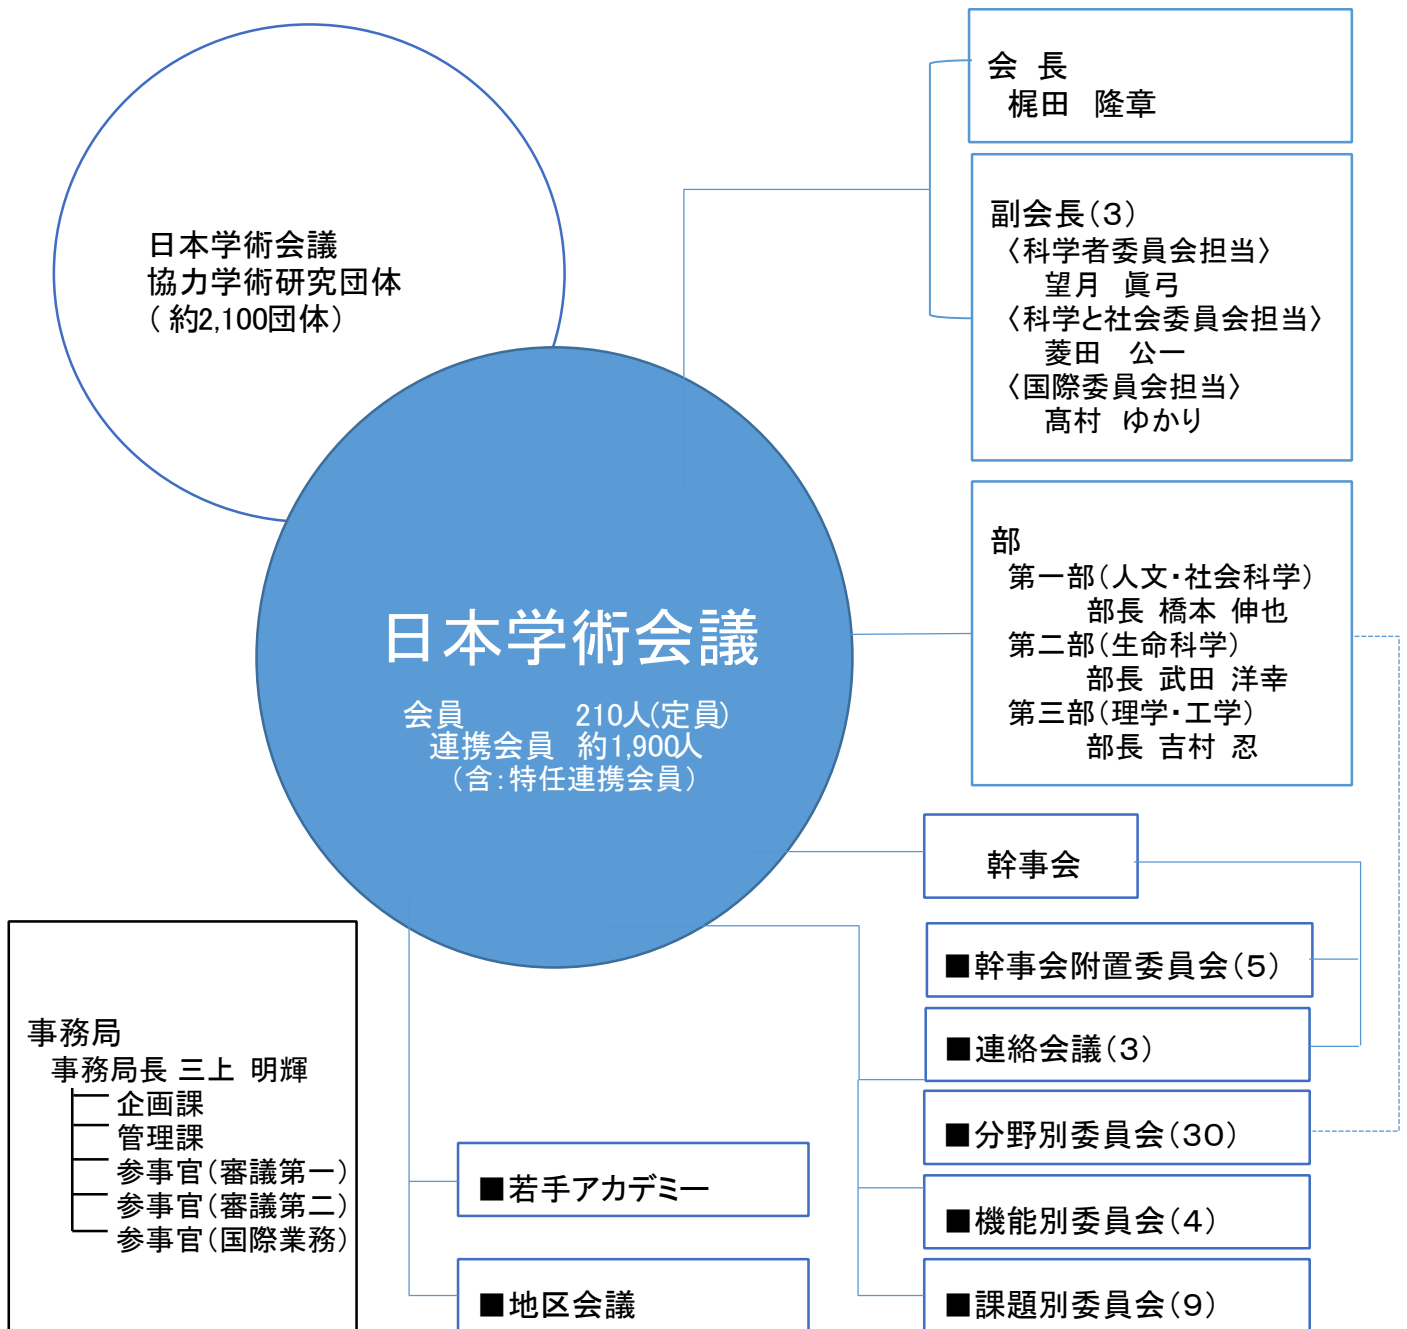 日本学術会議
協力学術研究団体
（ 約2,100団体）
会 長
梶田 隆章
副会長（3）
〈科学者委員会担当〉
望月 眞弓
〈科学と社会委員会担当〉
菱田 公一
〈国際委員会担当〉
髙村 ゆかり
日本学術会議
会員 210人(定員)
連携会員 約1,900人
（含：特任連携会員）
部
第一部（人文・社会科学）
部長 橋本 伸也
第二部（生命科学）
部長 武田 洋幸
第三部（理学・工学）
部長 吉村 忍
幹事会
■幹事会附置委員会（5）
■連絡会議（3）
■分野別委員会（30）
■機能別委員会（4）
■課題別委員会（9）
■若手アカデミー
■地区会議
事務局
事務局長 三上 明輝
企画課
管理課
参事官（審議第一）
参事官（審議第二）
参事官（国際業務）